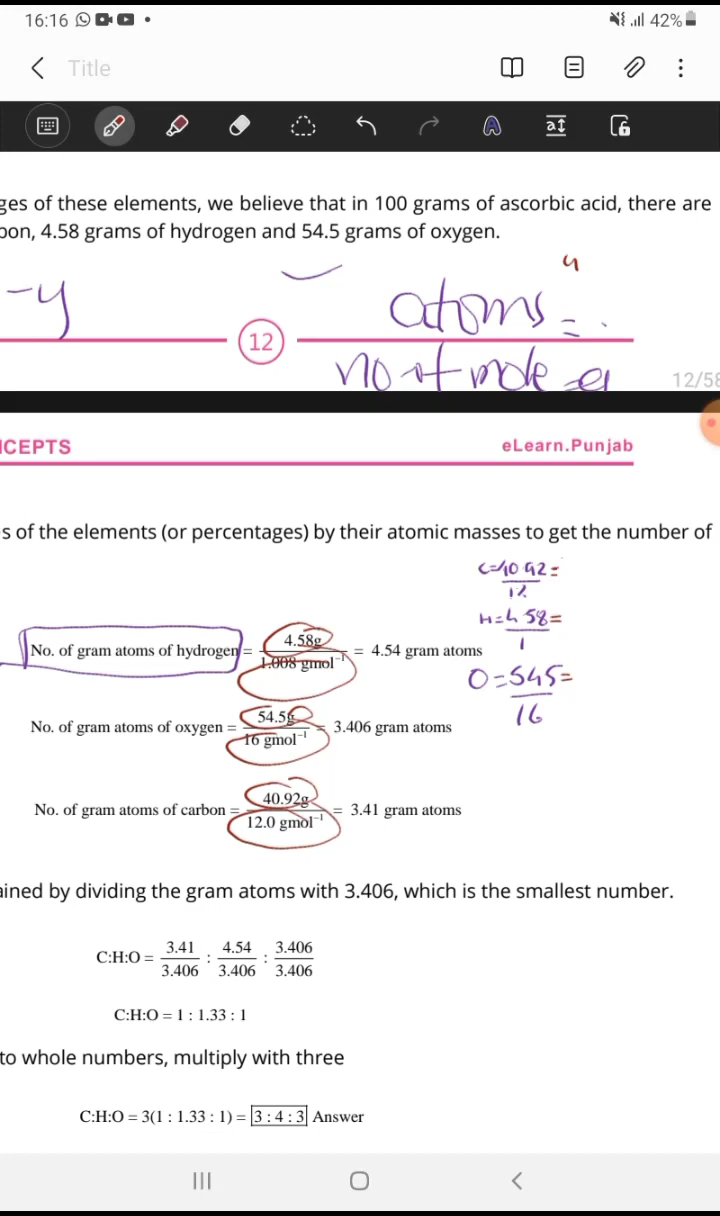 16:16 42%
Title
ges of these elements, we believe that in 100 grams of ascorbic acid, there are
bon, 4.58 grams of hydrogen and 54.5 grams of oxygen.
-y
atoms =
12
no of mole =
12/58
ICEPTS eLearn.Punjab
s of the elements (or percentages) by their atomic masses to get the number of
C=40.92=
12
H=4.58=
1
No. of gram atoms of hydrogen = 4.58g / 1.008 gmol⁻¹ = 4.54 gram atoms
O=545=
16
No. of gram atoms of oxygen = 54.5g / 16 gmol⁻¹ = 3.406 gram atoms
No. of gram atoms of carbon = 40.92g / 12.0 gmol⁻¹ = 3.41 gram atoms
ained by dividing the gram atoms with 3.406, which is the smallest number.
C:H:O = 3.41/3.406 : 4.54/3.406 : 3.406/3.406
C:H:O = 1 : 1.33 : 1
to whole numbers, multiply with three
C:H:O = 3(1 : 1.33 : 1) = 3 : 4 : 3 Answer